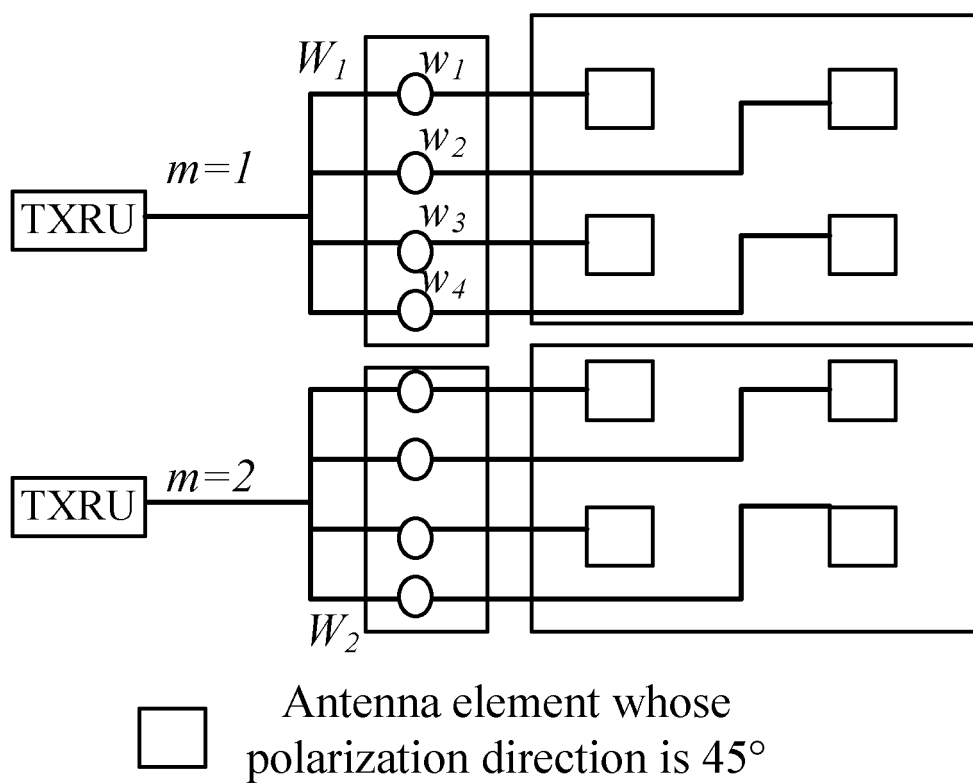 W1
w1
w2
m=1
TXRU
w3
w4
m=2
TXRU
W2
Antenna element whose
polarization direction is 45°